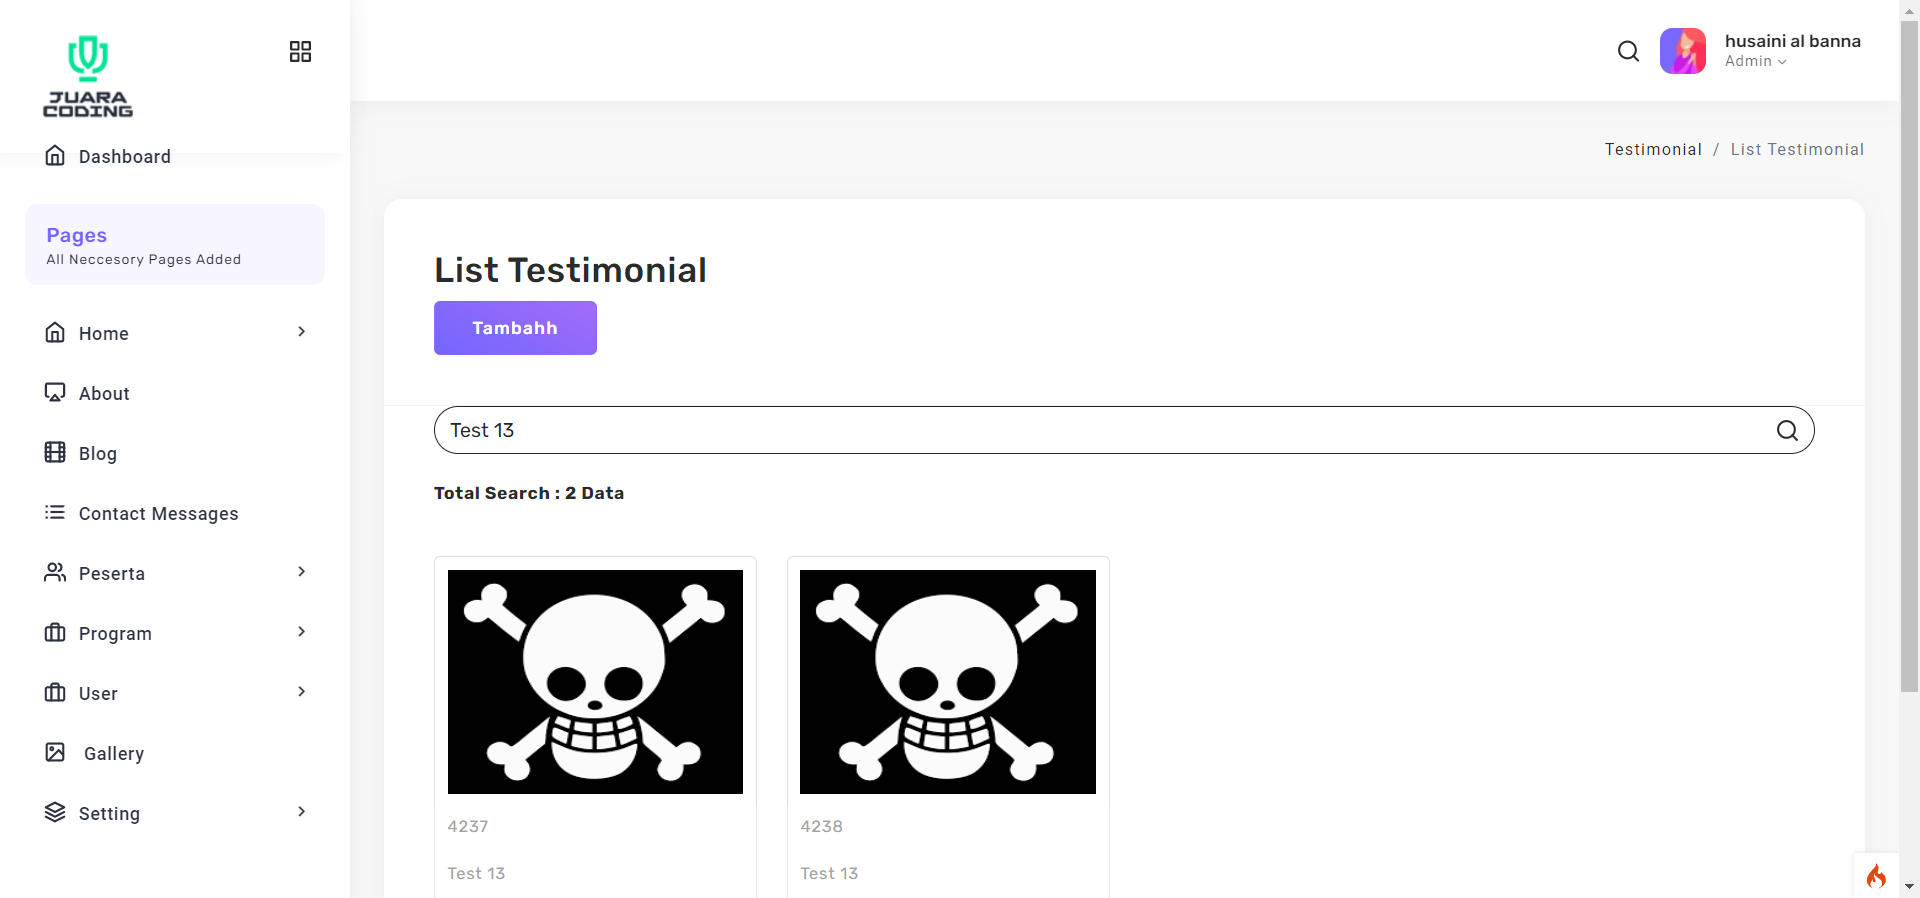 JUARA
CODING
Dashboard
Pages
All Neccesory Pages Added
Home
About
Blog
Contact Messages
Peserta
Program
User
Gallery
Setting
husaini al banna
Admin
Testimonial / List Testimonial
List Testimonial
Tambahh
Test 13
Total Search : 2 Data
4237
Test 13
4238
Test 13